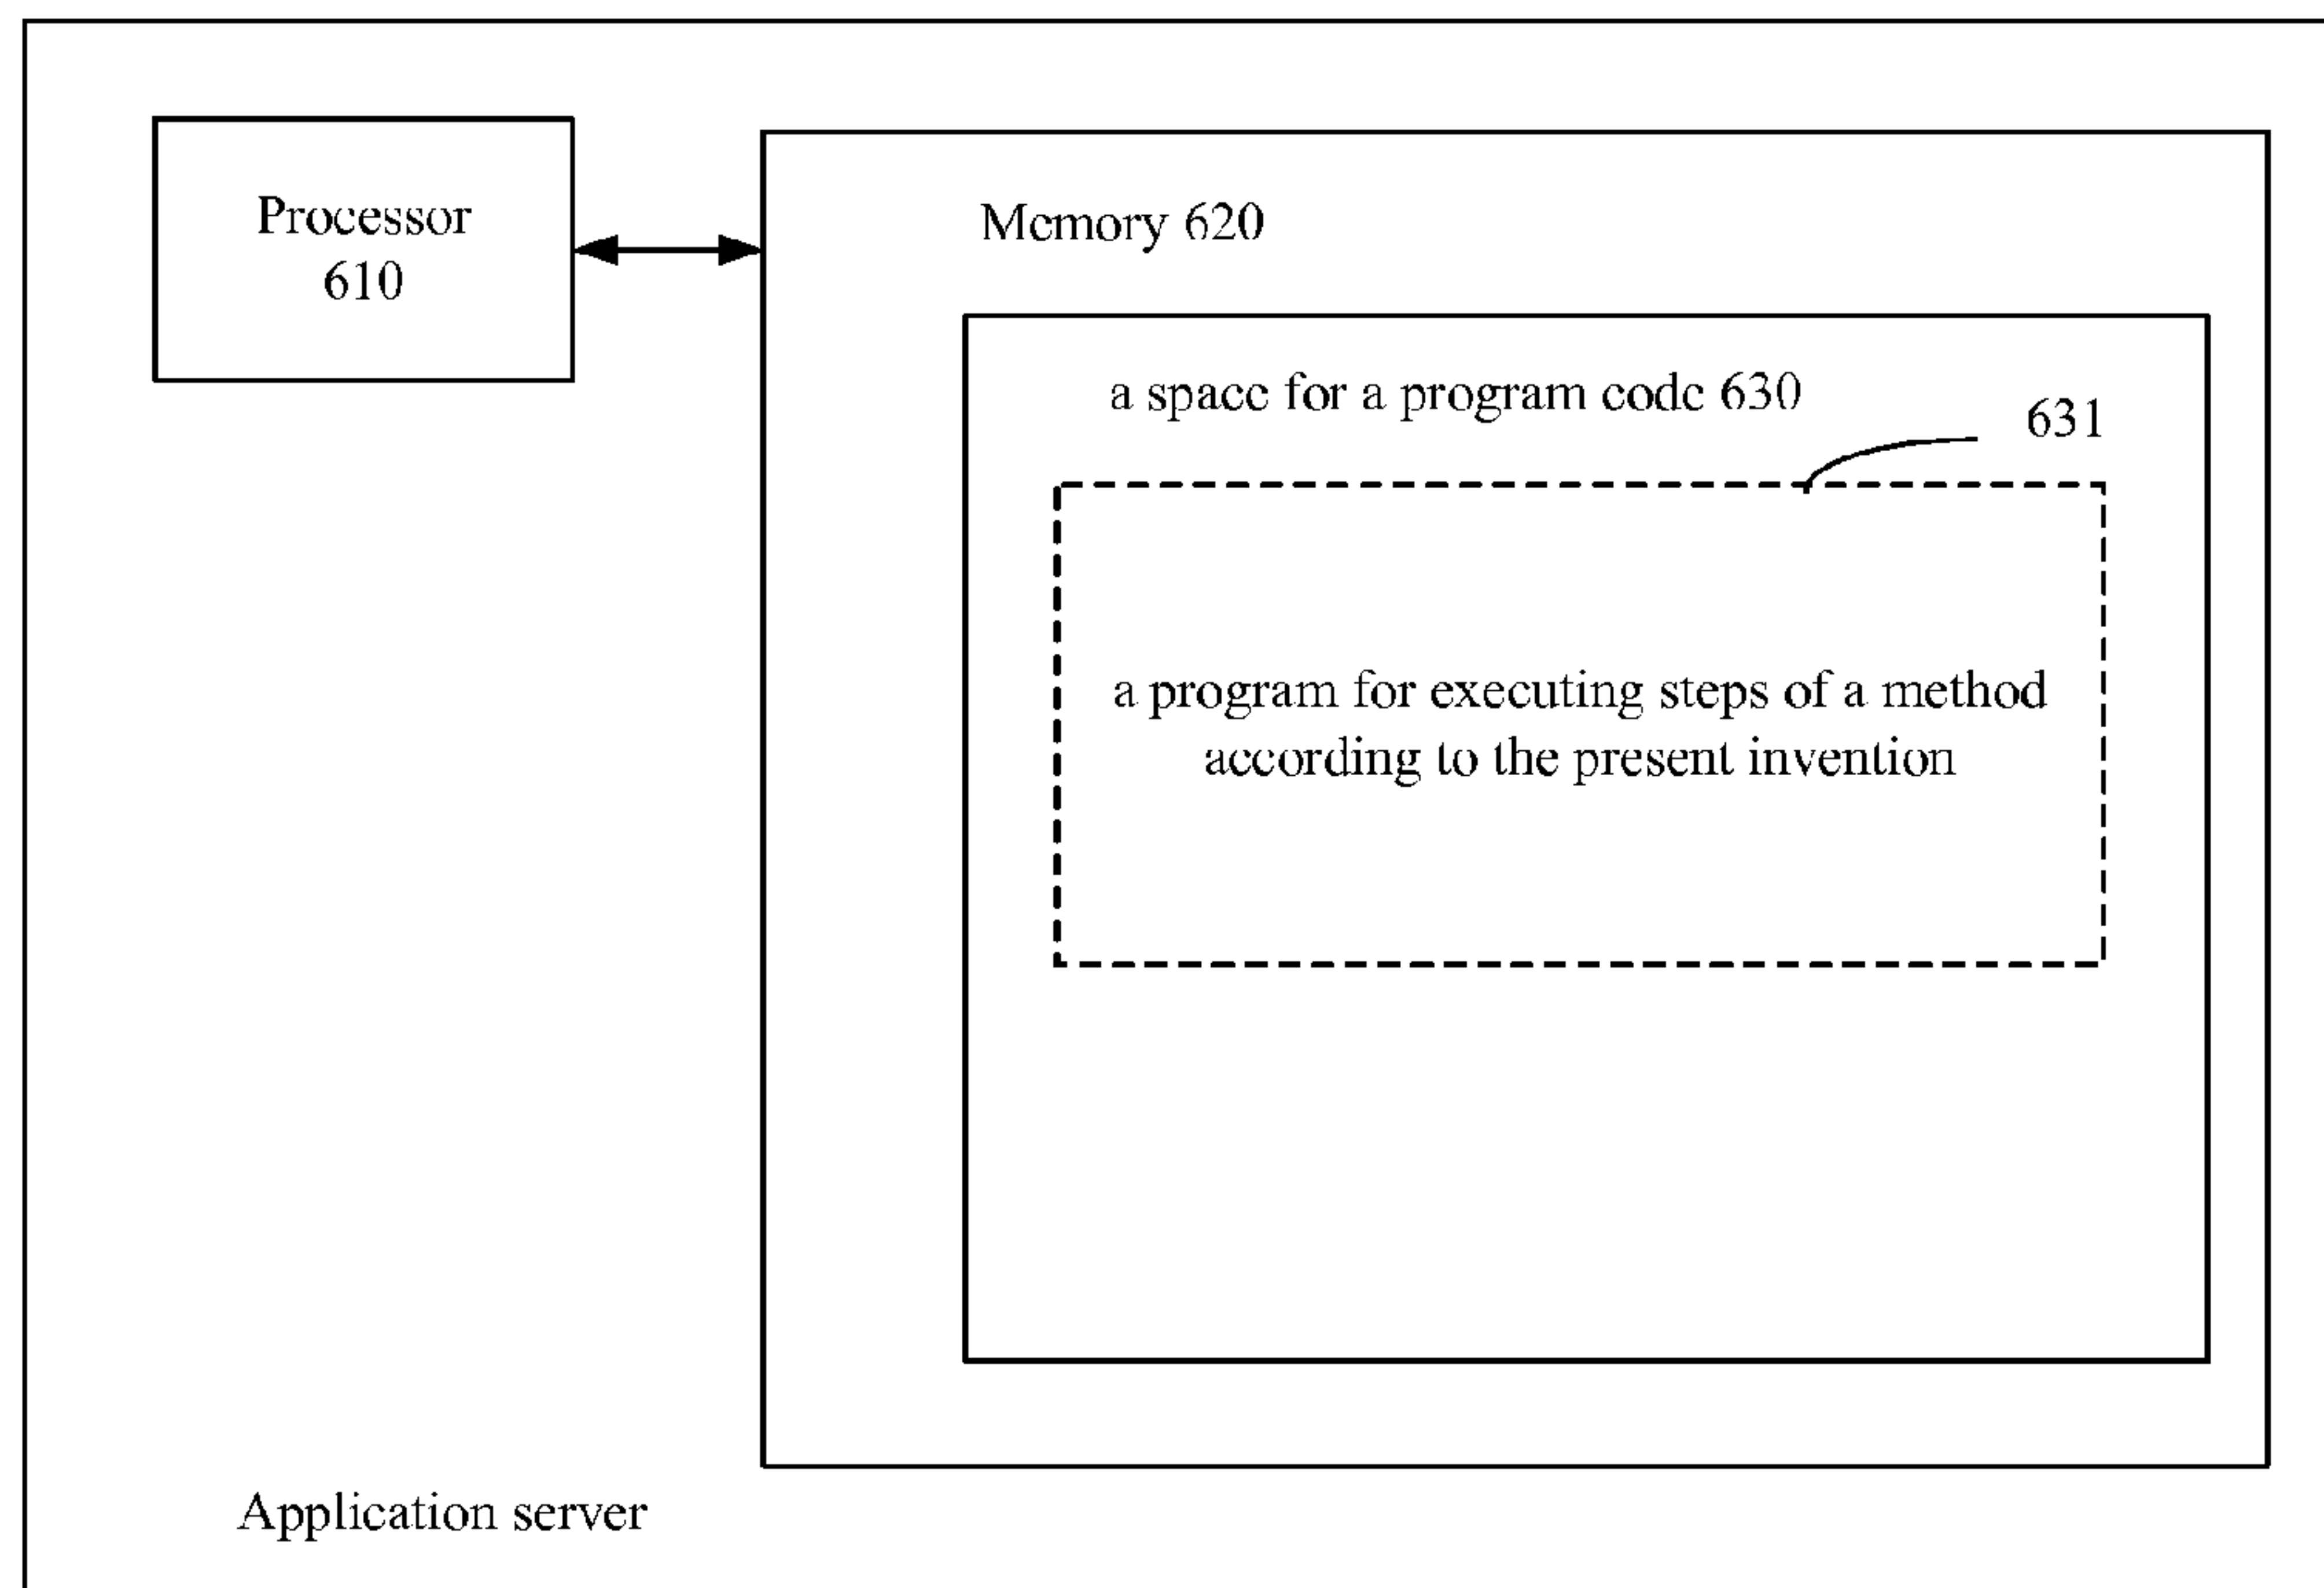 Processor
610
Memory 620
a space for a program code 630
631
a program for executing steps of a method
according to the present invention
Application server